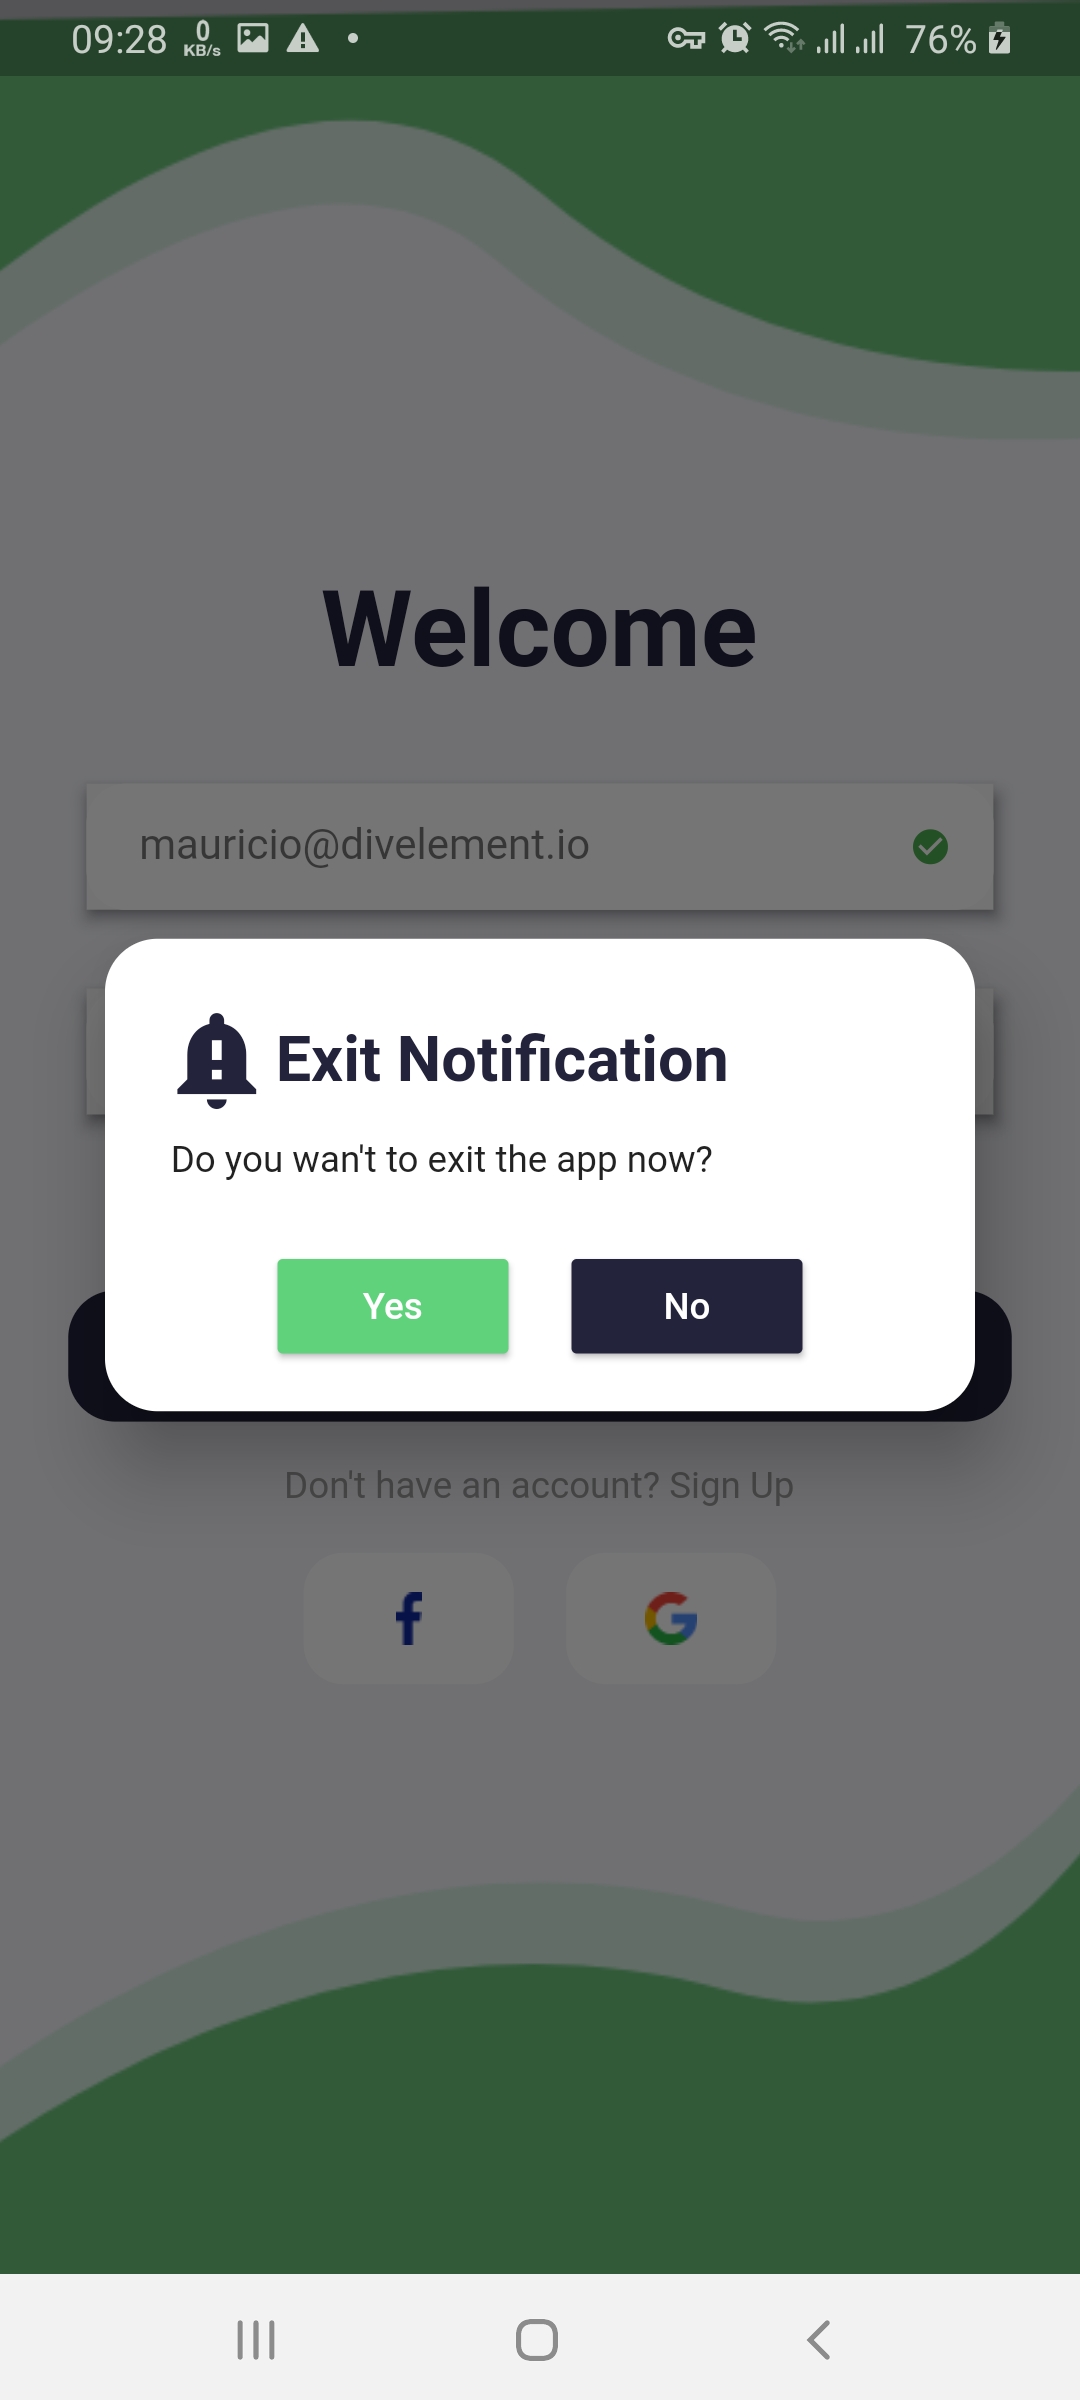 09:28 0 KB/s 76%
Welcome
mauricio@divelement.io
Exit Notification
Do you wan't to exit the app now?
Yes No
Don't have an account? Sign Up